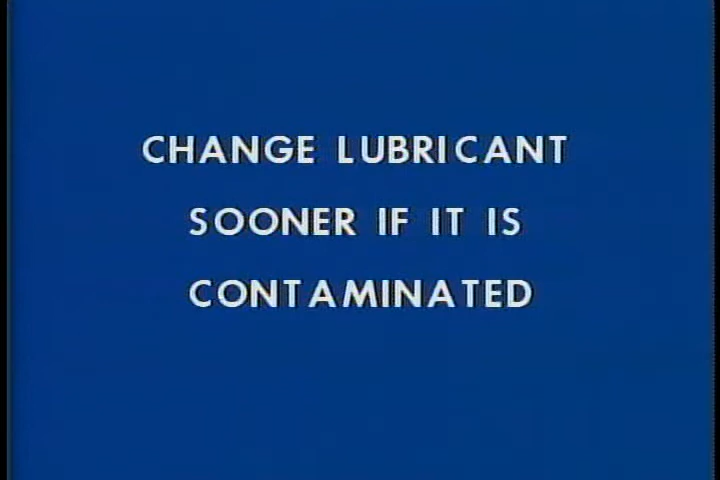 CHANGE LUBRICANT
SOONER IF IT IS
CONTAMINATED